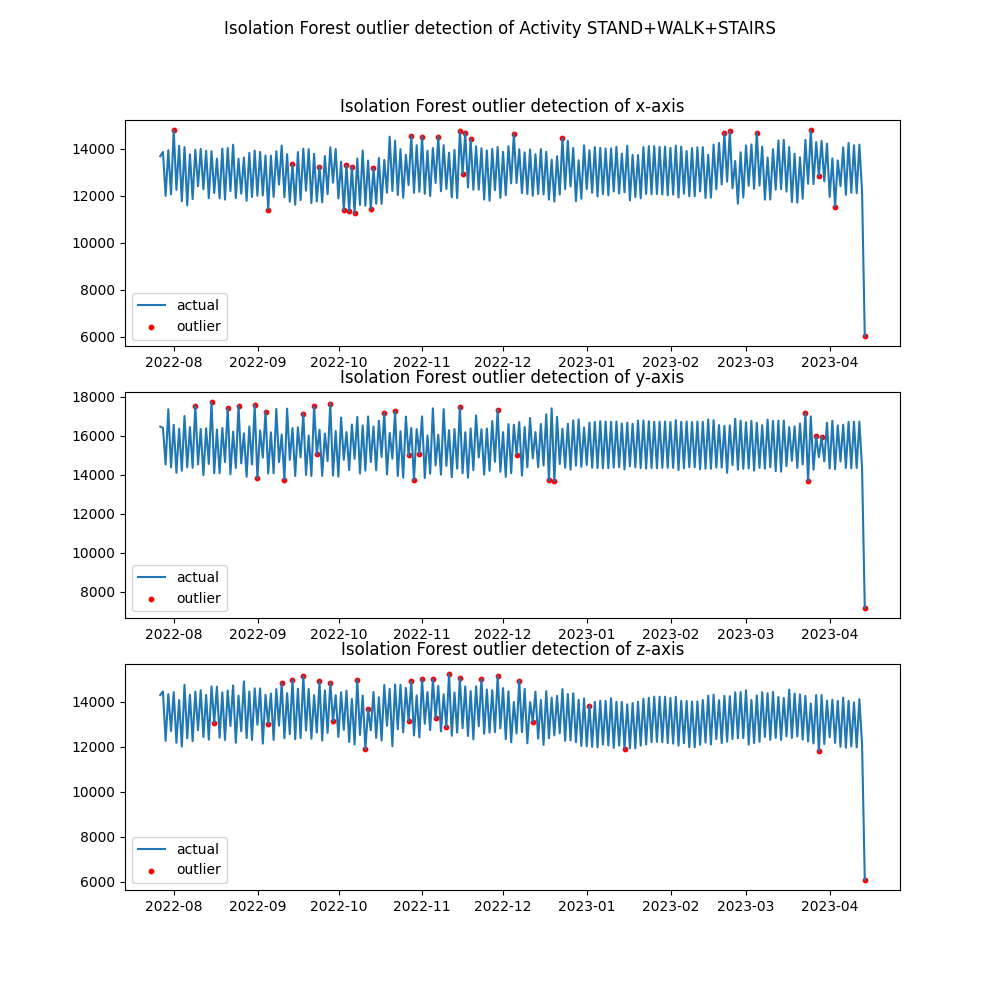 Isolation Forest outlier detection of Activity STAND+WALK+STAIRS
Isolation Forest outlier detection of x-axis
14000
12000
10000
8000
6000
actual
outlier
2022-08 2022-09 2022-10 2022-11 2022-12 2023-01 2023-02 2023-03 2023-04
Isolation Forest outlier detection of y-axis
18000
16000
14000
12000
10000
8000
actual
outlier
2022-08 2022-09 2022-10 2022-11 2022-12 2023-01 2023-02 2023-03 2023-04
Isolation Forest outlier detection of z-axis
14000
12000
10000
8000
6000
actual
outlier
2022-08 2022-09 2022-10 2022-11 2022-12 2023-01 2023-02 2023-03 2023-04